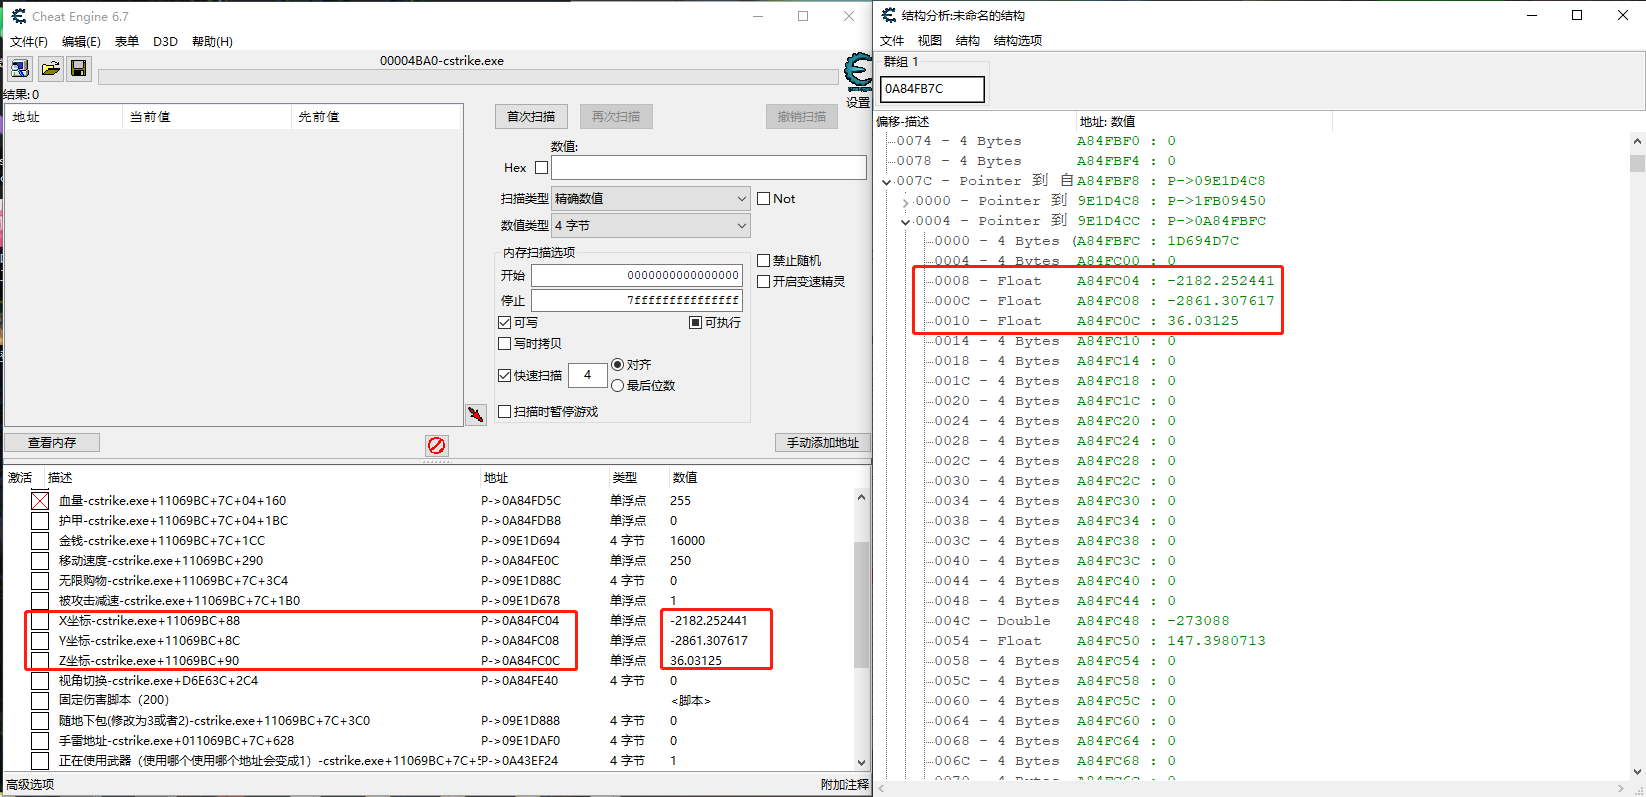 Cheat Engine 6.7
文件(F) 编辑(E) 表单 D3D 帮助(H)
00004BA0-cstrike.exe
设置
结果: 0
地址 当前值 先前值
首次扫描 再次扫描 撤销扫描
数值:
Hex
扫描类型 精确数值 Not
数值类型 4 字节
内存扫描选项
开始 0000000000000000
停止 7fffffffffffffff
可写 可执行
写时拷贝
快速扫描 4 对齐
最后位数
扫描时暂停游戏
禁止随机
开启变速精灵
查看内存 手动添加地址
激活 描述 地址 类型 数值
血量-cstrike.exe+11069BC+7C+04+160 P->0A84FD5C 单浮点 255
护甲-cstrike.exe+11069BC+7C+04+1BC P->0A84FDB8 单浮点 0
金钱-cstrike.exe+11069BC+7C+1CC P->09E1D694 4 字节 16000
移动速度-cstrike.exe+11069BC+290 P->0A84FE0C 单浮点 250
无限购物-cstrike.exe+11069BC+7C+3C4 P->09E1D88C 4 字节 0
被攻击减速-cstrike.exe+11069BC+7C+1B0 P->09E1D678 单浮点 1
X坐标-cstrike.exe+11069BC+88 P->0A84FC04 单浮点 -2182.252441
Y坐标-cstrike.exe+11069BC+8C P->0A84FC08 单浮点 -2861.307617
Z坐标-cstrike.exe+11069BC+90 P->0A84FC0C 单浮点 36.03125
视角切换-cstrike.exe+D6E63C+2C4 P->0A84FE40 4 字节 0
固定伤害脚本（200） <脚本>
随地下包(修改为3或者2)-cstrike.exe+11069BC+7C+3C0 P->09E1D888 4 字节 0
手雷地址-cstrike.exe+011069BC+7C+628 P->09E1DAF0 4 字节 0
正在使用武器（使用哪个使用哪个地址会变成1）-cstrike.exe+11069BC+7C+5 P->0A43EF24 4 字节 1
高级选项 附加注释
结构分析:未命名的结构
文件 视图 结构 结构选项
群组 1
0A84FB7C
偏移-描述 地址: 数值
0074 - 4 Bytes A84FBF0 : 0
0078 - 4 Bytes A84FBF4 : 0
007C - Pointer 到 自 A84FBF8 : P->09E1D4C8
0000 - Pointer 到 9E1D4C8 : P->1FB09450
0004 - Pointer 到 9E1D4CC : P->0A84FBFC
0000 - 4 Bytes (A84FBFC : 1D694D7C
0004 - 4 Bytes A84FC00 : 0
0008 - Float A84FC04 : -2182.252441
000C - Float A84FC08 : -2861.307617
0010 - Float A84FC0C : 36.03125
0014 - 4 Bytes A84FC10 : 0
0018 - 4 Bytes A84FC14 : 0
001C - 4 Bytes A84FC18 : 0
0020 - 4 Bytes A84FC1C : 0
0024 - 4 Bytes A84FC20 : 0
0028 - 4 Bytes A84FC24 : 0
002C - 4 Bytes A84FC28 : 0
0030 - 4 Bytes A84FC2C : 0
0034 - 4 Bytes A84FC30 : 0
0038 - 4 Bytes A84FC34 : 0
003C - 4 Bytes A84FC38 : 0
0040 - 4 Bytes A84FC3C : 0
0044 - 4 Bytes A84FC40 : 0
0048 - 4 Bytes A84FC44 : 0
004C - Double A84FC48 : -273088
0054 - Float A84FC50 : 147.3980713
0058 - 4 Bytes A84FC54 : 0
005C - 4 Bytes A84FC58 : 0
0060 - 4 Bytes A84FC5C : 0
0064 - 4 Bytes A84FC60 : 0
0068 - 4 Bytes A84FC64 : 0
006C - 4 Bytes A84FC68 : 0
0070 - 4 Bytes A84FC6C : 0